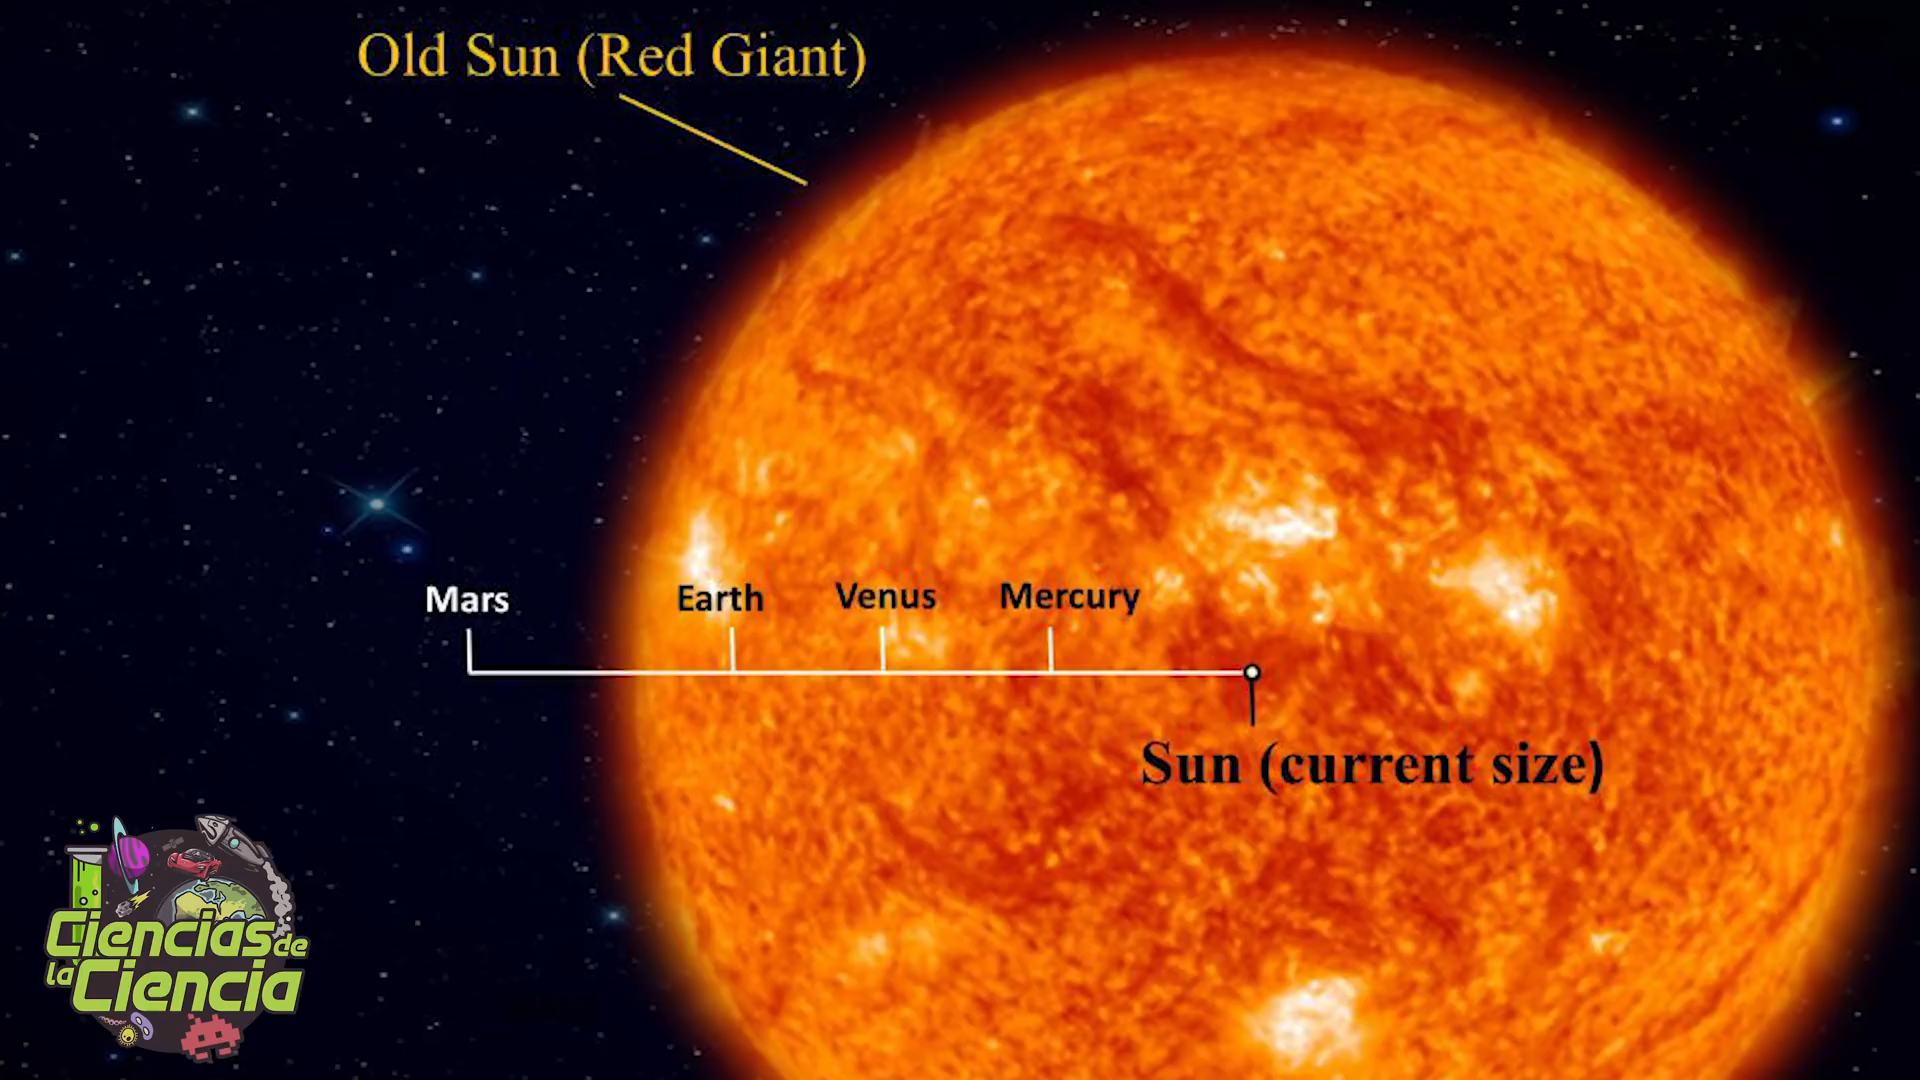 Old Sun (Red Giant)
Mars
Earth
Venus
Mercury
Sun (current size)
Ciencias de
la Ciencia